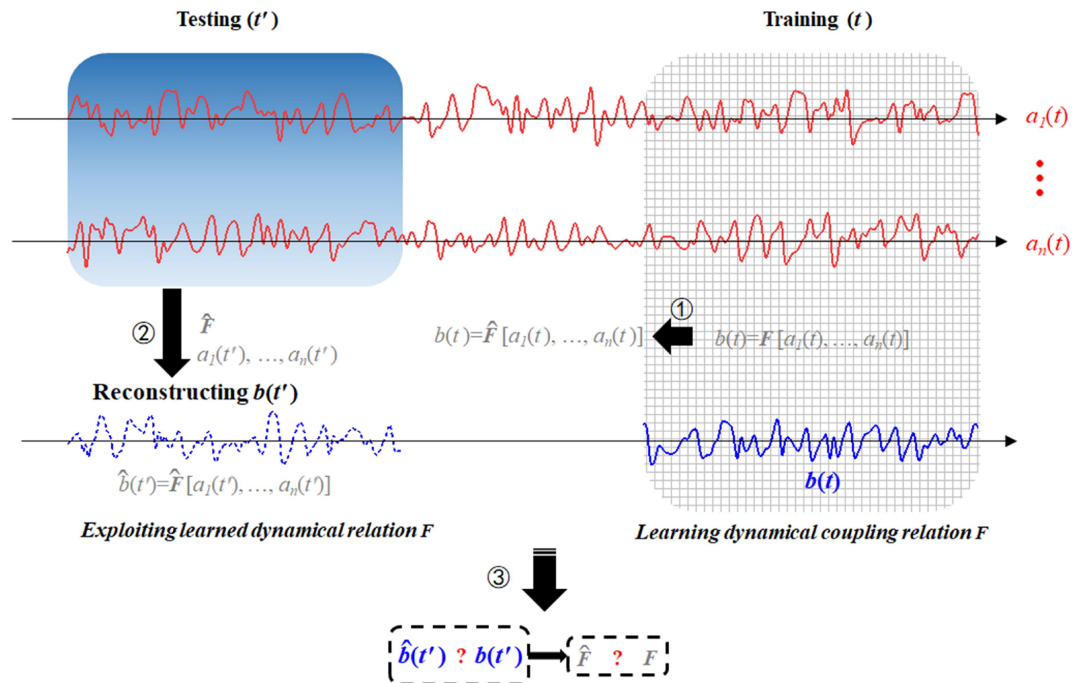 Testing (t′)
Training (t)
a₁(t)
aₙ(t)
①
b(t)=F̂ [a₁(t), …, aₙ(t)]
b(t)=F [a₁(t), …, aₙ(t)]
②
F̂
a₁(t′), …, aₙ(t′)
Reconstructing b(t′)
b̂(t′)=F̂ [a₁(t′), …, aₙ(t′)]
b(t)
Exploiting learned dynamical relation F
Learning dynamical coupling relation F
③
b̂(t′) ? b(t′)
F̂ ? F